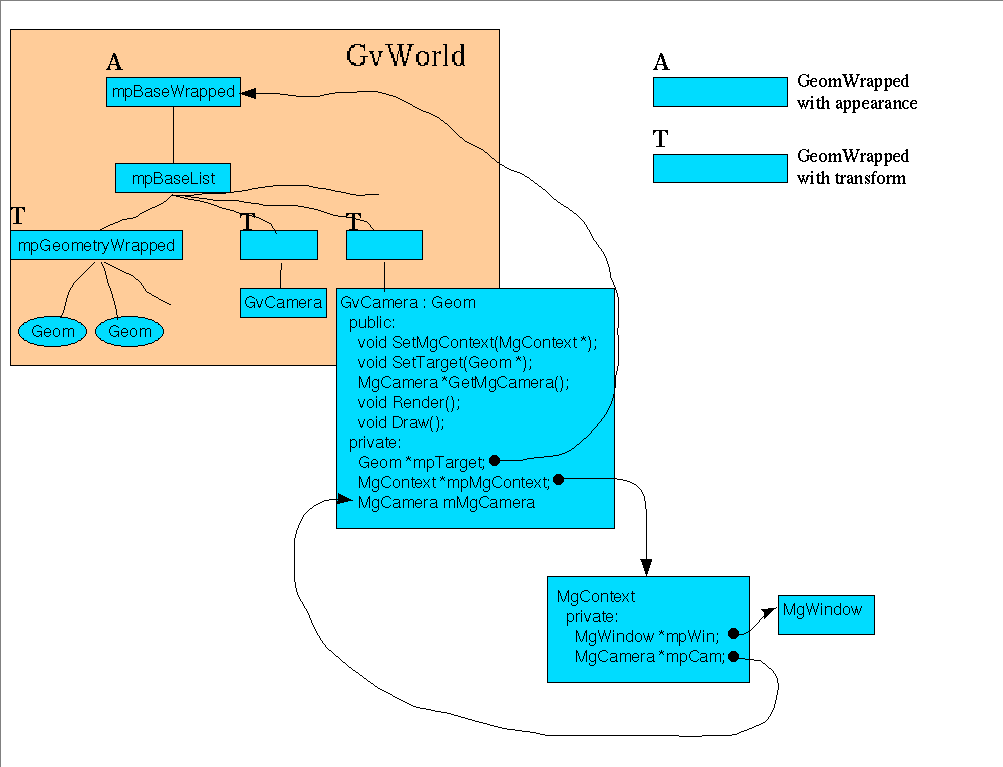 GvWorld
A
mpBaseWrapped
mpBaseList
T
T
T
mpGeometryWrapped
GvCamera
Geom
Geom
GvCamera : Geom
public:
void SetMgContext(MgContext *);
void SetTarget(Geom *);
MgCamera *GetMgCamera();
void Render();
void Draw();
private:
Geom *mpTarget;
MgContext *mpMgContext;
MgCamera mMgCamera
A
GeomWrapped
with appearance
T
GeomWrapped
with transform
MgContext
private:
MgWindow *mpWin;
MgCamera *mpCam;
MgWindow